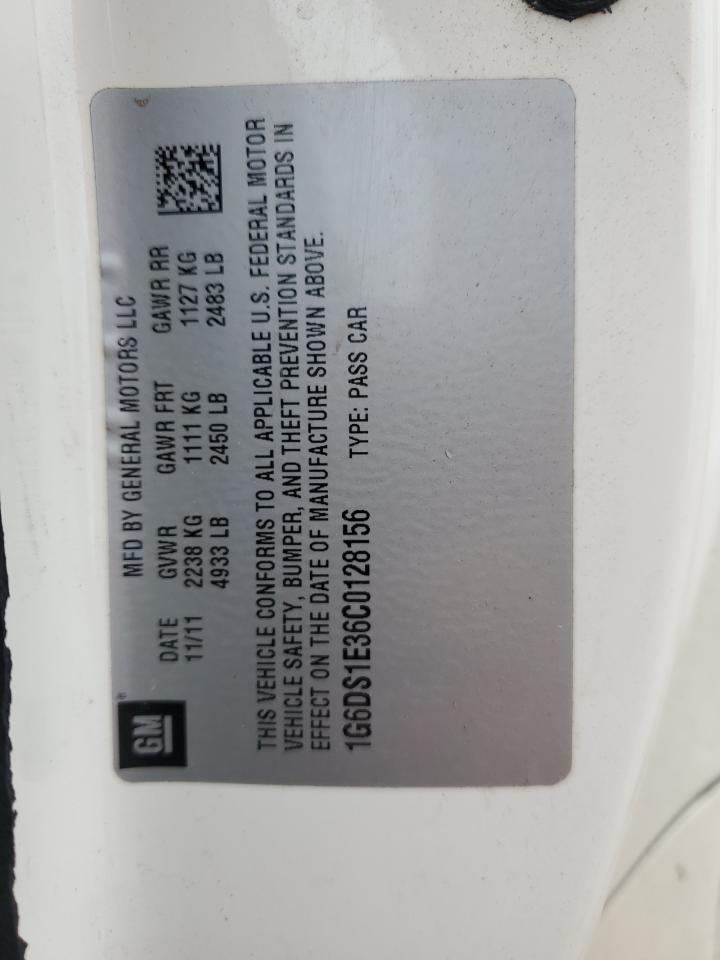 GM®
MFD BY GENERAL MOTORS LLC
DATE GVWR GAWR FRT GAWR RR
11/11 2238 KG 1111 KG 1127 KG
4933 LB 2450 LB 2483 LB
THIS VEHICLE CONFORMS TO ALL APPLICABLE U.S. FEDERAL MOTOR
VEHICLE SAFETY, BUMPER, AND THEFT PREVENTION STANDARDS IN
EFFECT ON THE DATE OF MANUFACTURE SHOWN ABOVE.
1G6DS1E36C0128156 TYPE: PASS CAR